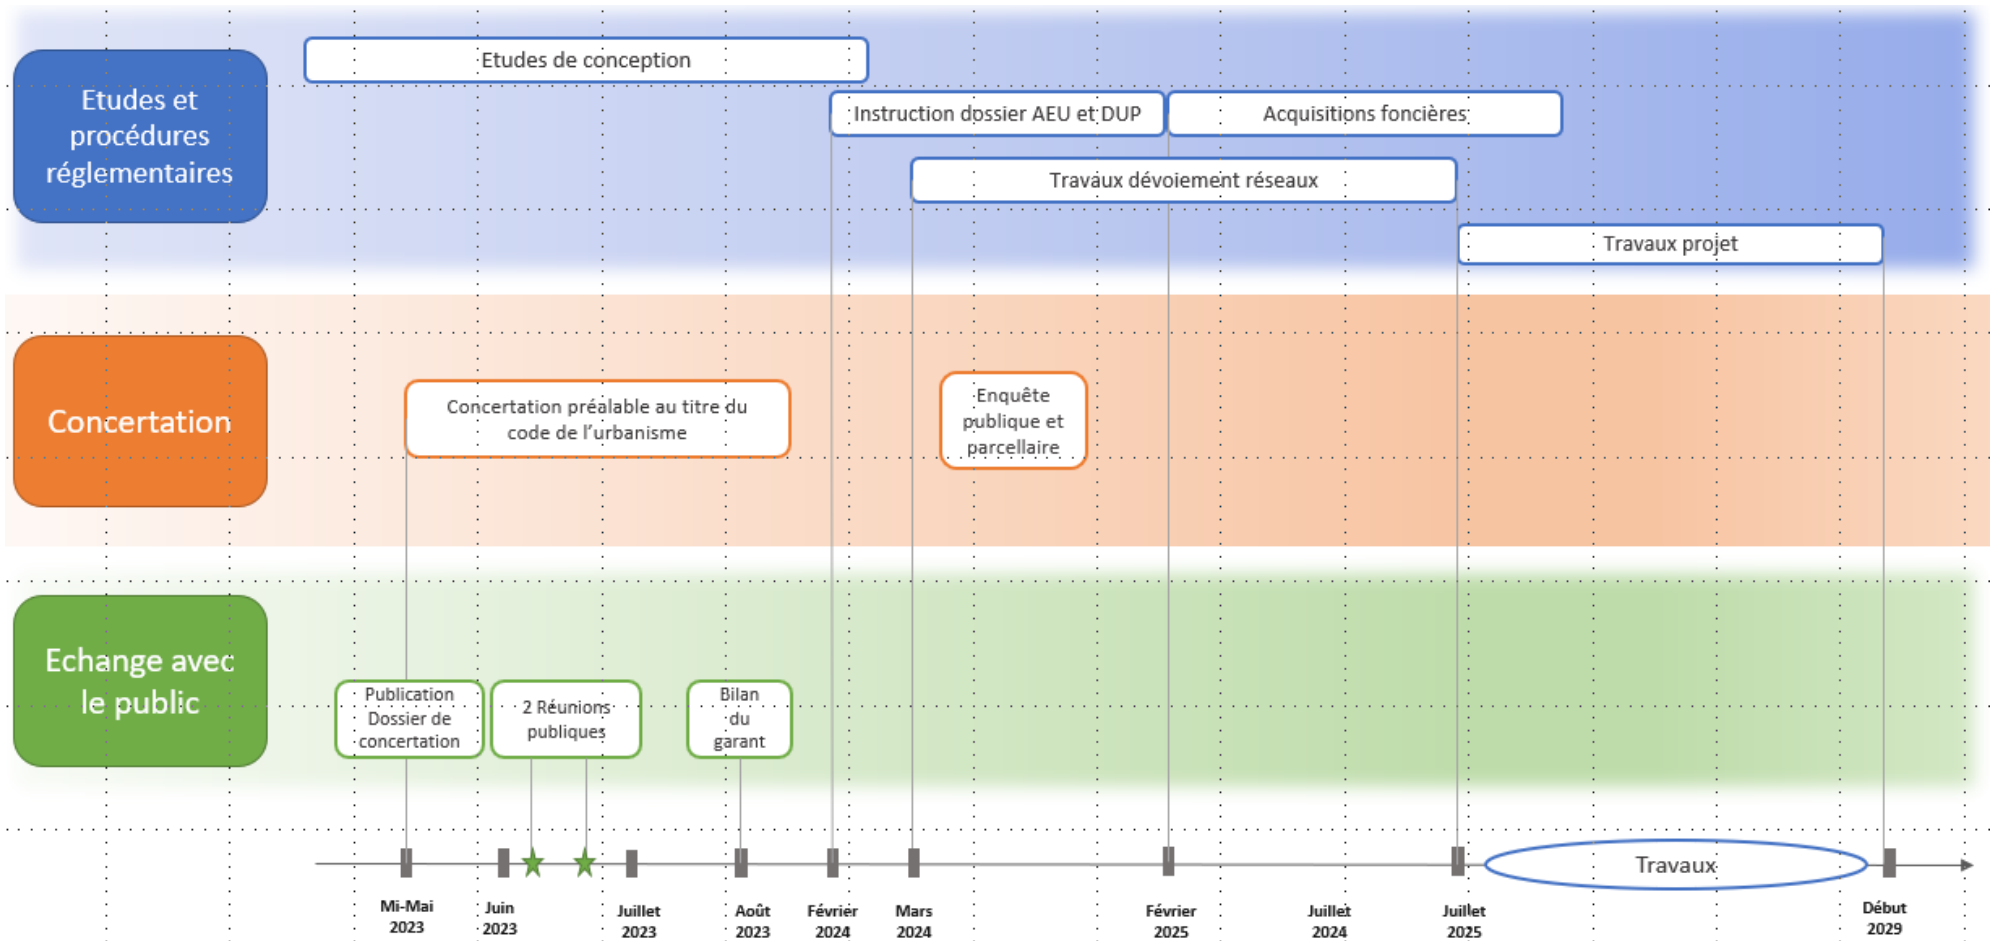 Etudes et
procédures
réglementaires
Etudes de conception
Instruction dossier AEU et DUP
Acquisitions foncières
Travaux dévoiement réseaux
Travaux projet
Concertation
Concertation préalable au titre du
code de l'urbanisme
Enquête
publique et
parcellaire
Echange avec
le public
Publication
Dossier de
concertation
2 Réunions
publiques
Bilan
du
garant
Travaux
Mi-Mai
2023
Juin
2023
Juillet
2023
Août
2023
Février
2024
Mars
2024
Février
2025
Juillet
2024
Juillet
2025
Début
2029